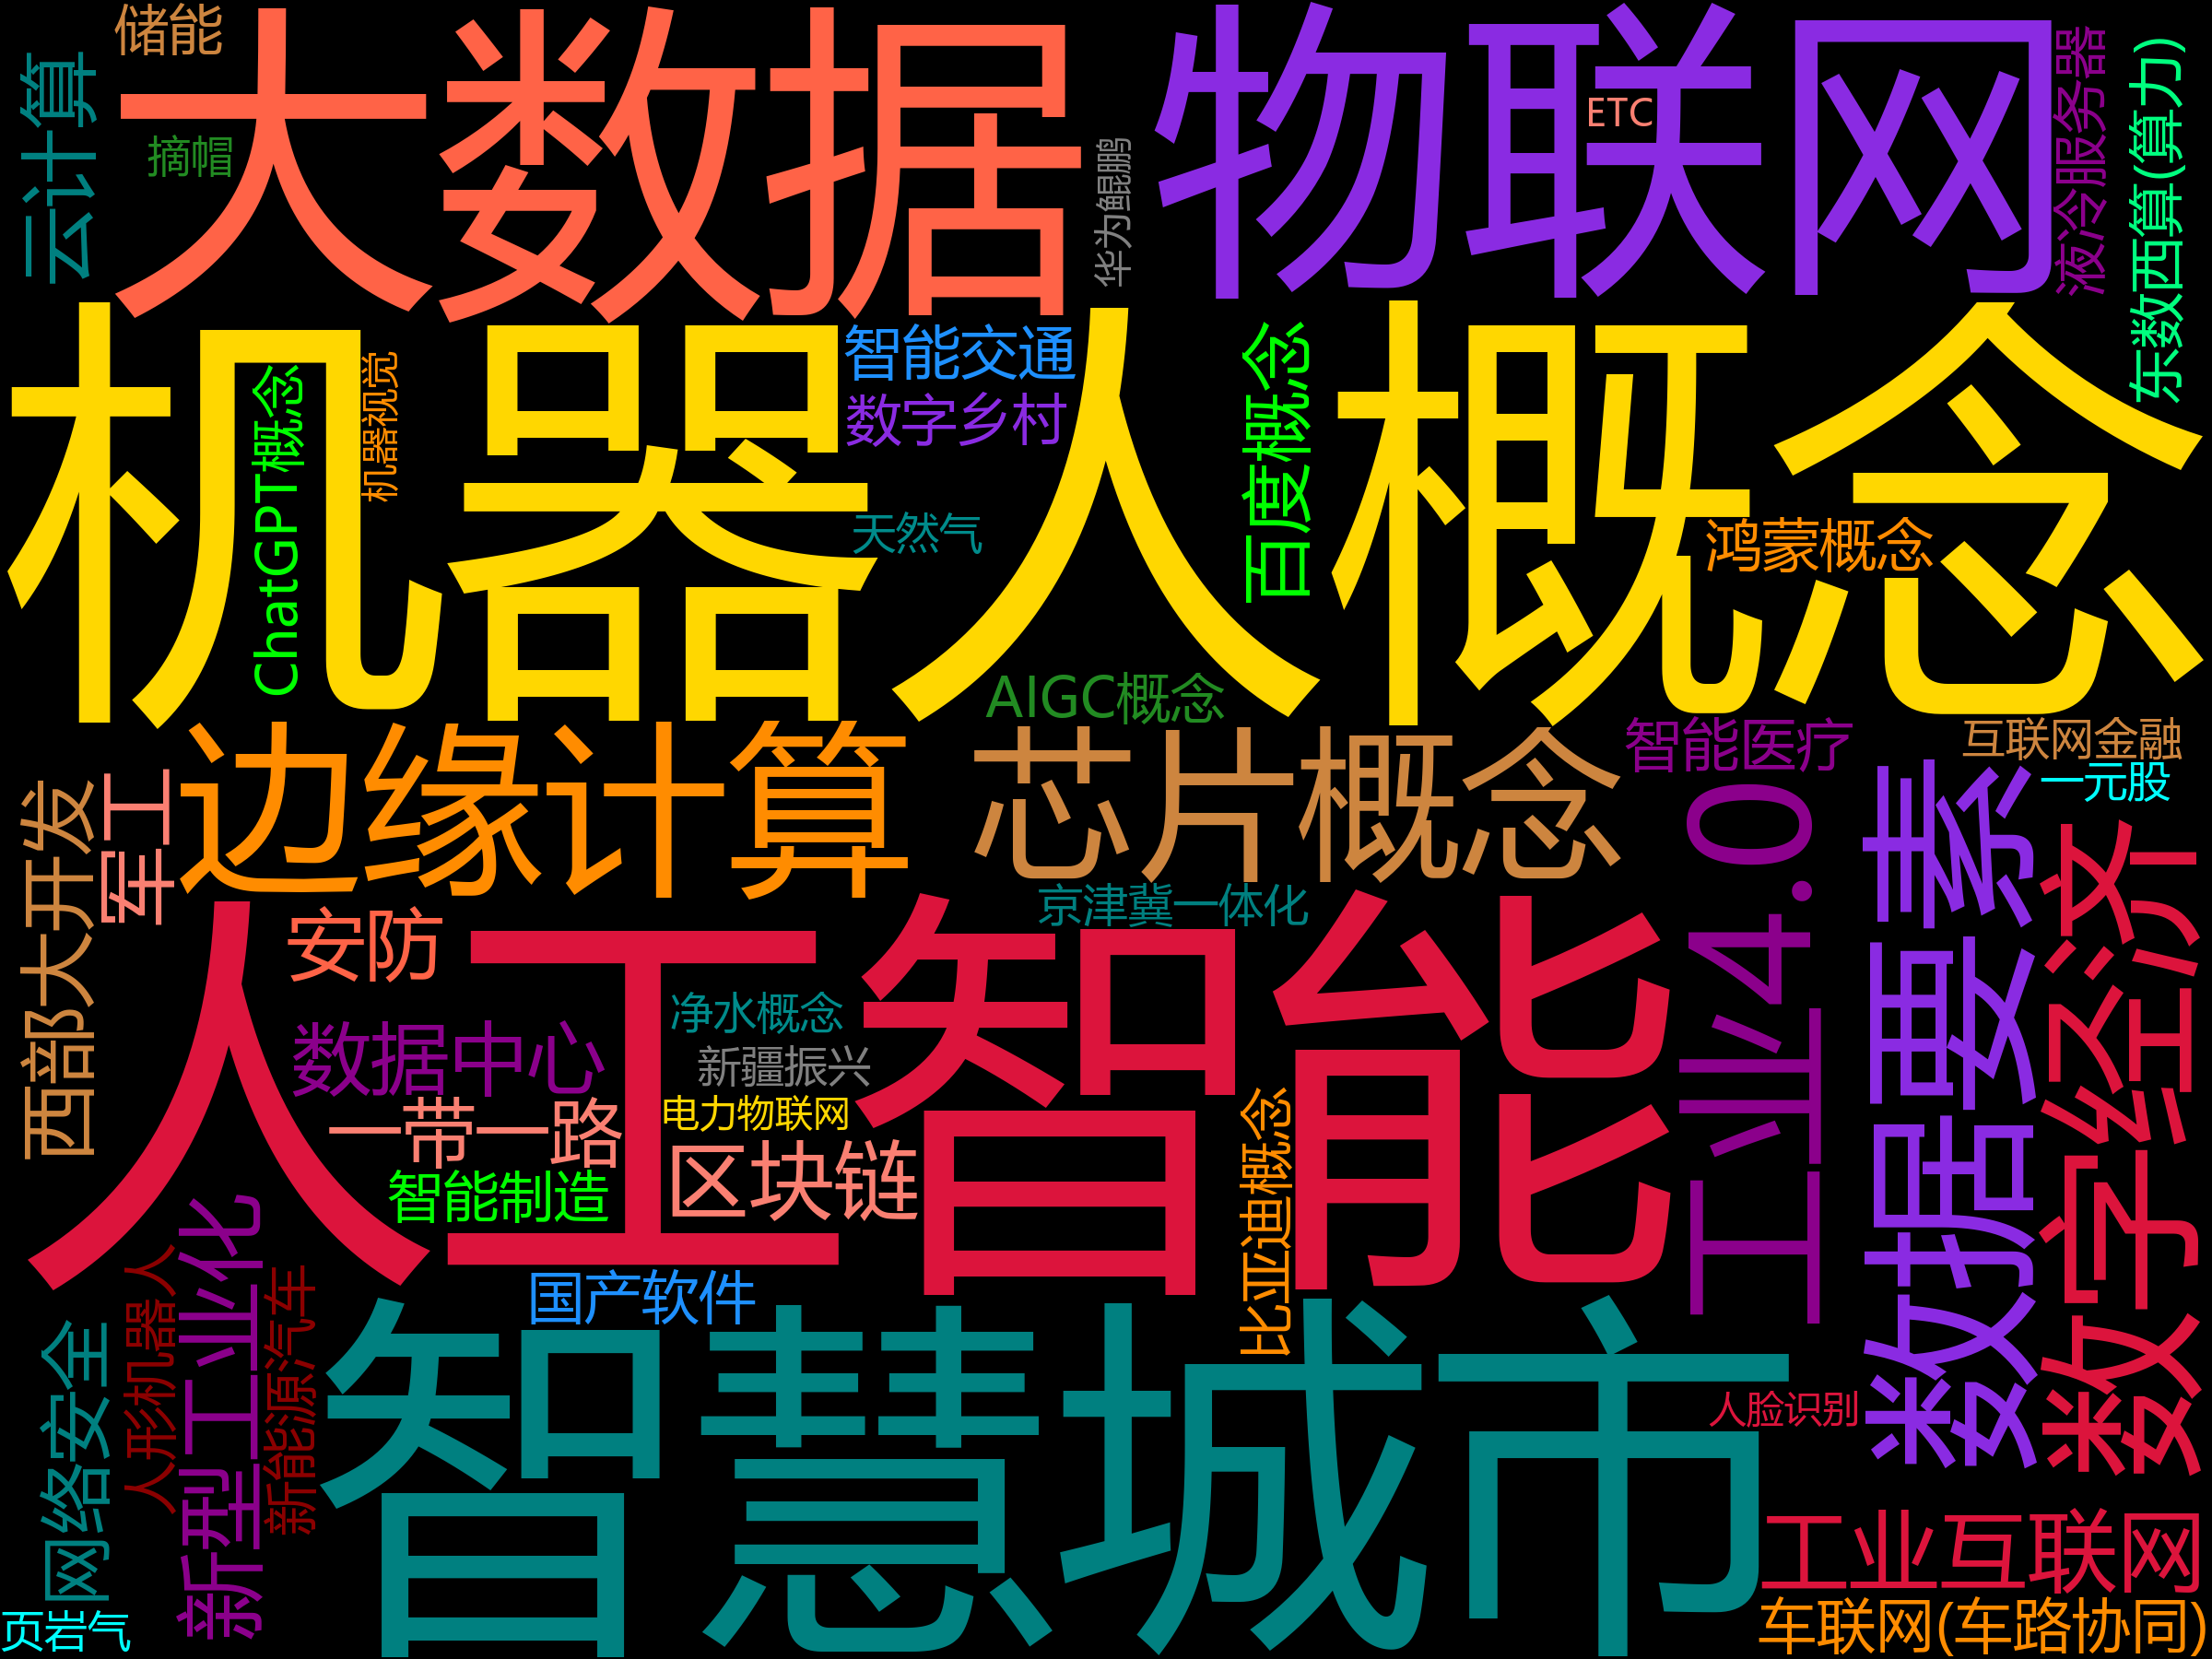 储能
云计算
大数据
物联网
ETC
液冷服务器
东数西算(算力)
摘帽
华为鲲鹏
机器人概念
ChatGPT概念
机器视觉
智能交通
数字乡村
天然气
百度概念
鸿蒙概念
AIGC概念
边缘计算
芯片概念
智能医疗
互联网金融
一元股
西部大开发
军工
安防
京津冀一体化
人工智能
工业4.0
数据要素
数字经济
数据中心
净水概念
新疆振兴
一带一路
电力物联网
区块链
智能制造
比亚迪概念
国产软件
网络安全
人形机器人
新型工业化
新能源汽车
智慧城市
人脸识别
工业互联网
页岩气
车联网(车路协同)